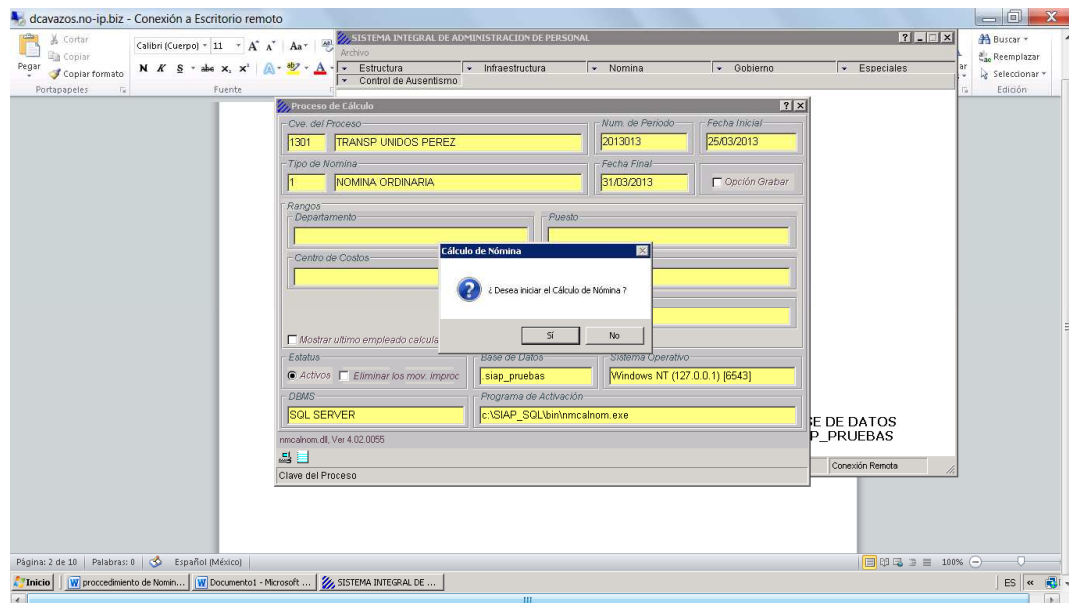 dcavazos.no-ip.biz - Conexión a Escritorio remoto
Cortar
Copiar
Pegar
Copiar formato
Portapapeles
Calibri (Cuerpo) 11 A A Aa
N K S abc x, x² A ab A
Fuente
Buscar
Reemplazar
Seleccionar
Edición
SISTEMA INTEGRAL DE ADMINISTRACION DE PERSONAL
Archivo
Estructura Infraestructura Nomina Gobierno Especiales
Control de Ausentismo
Proceso de Cálculo
Cve. del Proceso Num. de Periodo Fecha Inicial
1301 TRANSP UNIDOS PEREZ 2013013 25/03/2013
Tipo de Nomina Fecha Final
1 NOMINA ORDINARIA 31/03/2013 Opción Grabar
Rangos
Departamento Puesto
Centro de Costos
Cálculo de Nómina
¿ Desea iniciar el Cálculo de Nómina ?
Sí No
Mostrar ultimo empleado calcula
Estatus Base de Datos Sistema Operativo
Activos Eliminar los mov. improc .siap_pruebas Windows NT (127.0.0.1) [6543]
DBMS Programa de Activación
SQL SERVER c:\SIAP_SQL\bin\nmcalnom.exe
nmcalnom.dll, Ver 4.02.0055
Clave del Proceso
SE DE DATOS
P_PRUEBAS
Conexión Remota
Página: 2 de 10 Palabras: 0 Español (México) 100%
Inicio proccedimiento de Nomin... Documento1 - Microsoft ... SISTEMA INTEGRAL DE ... ES